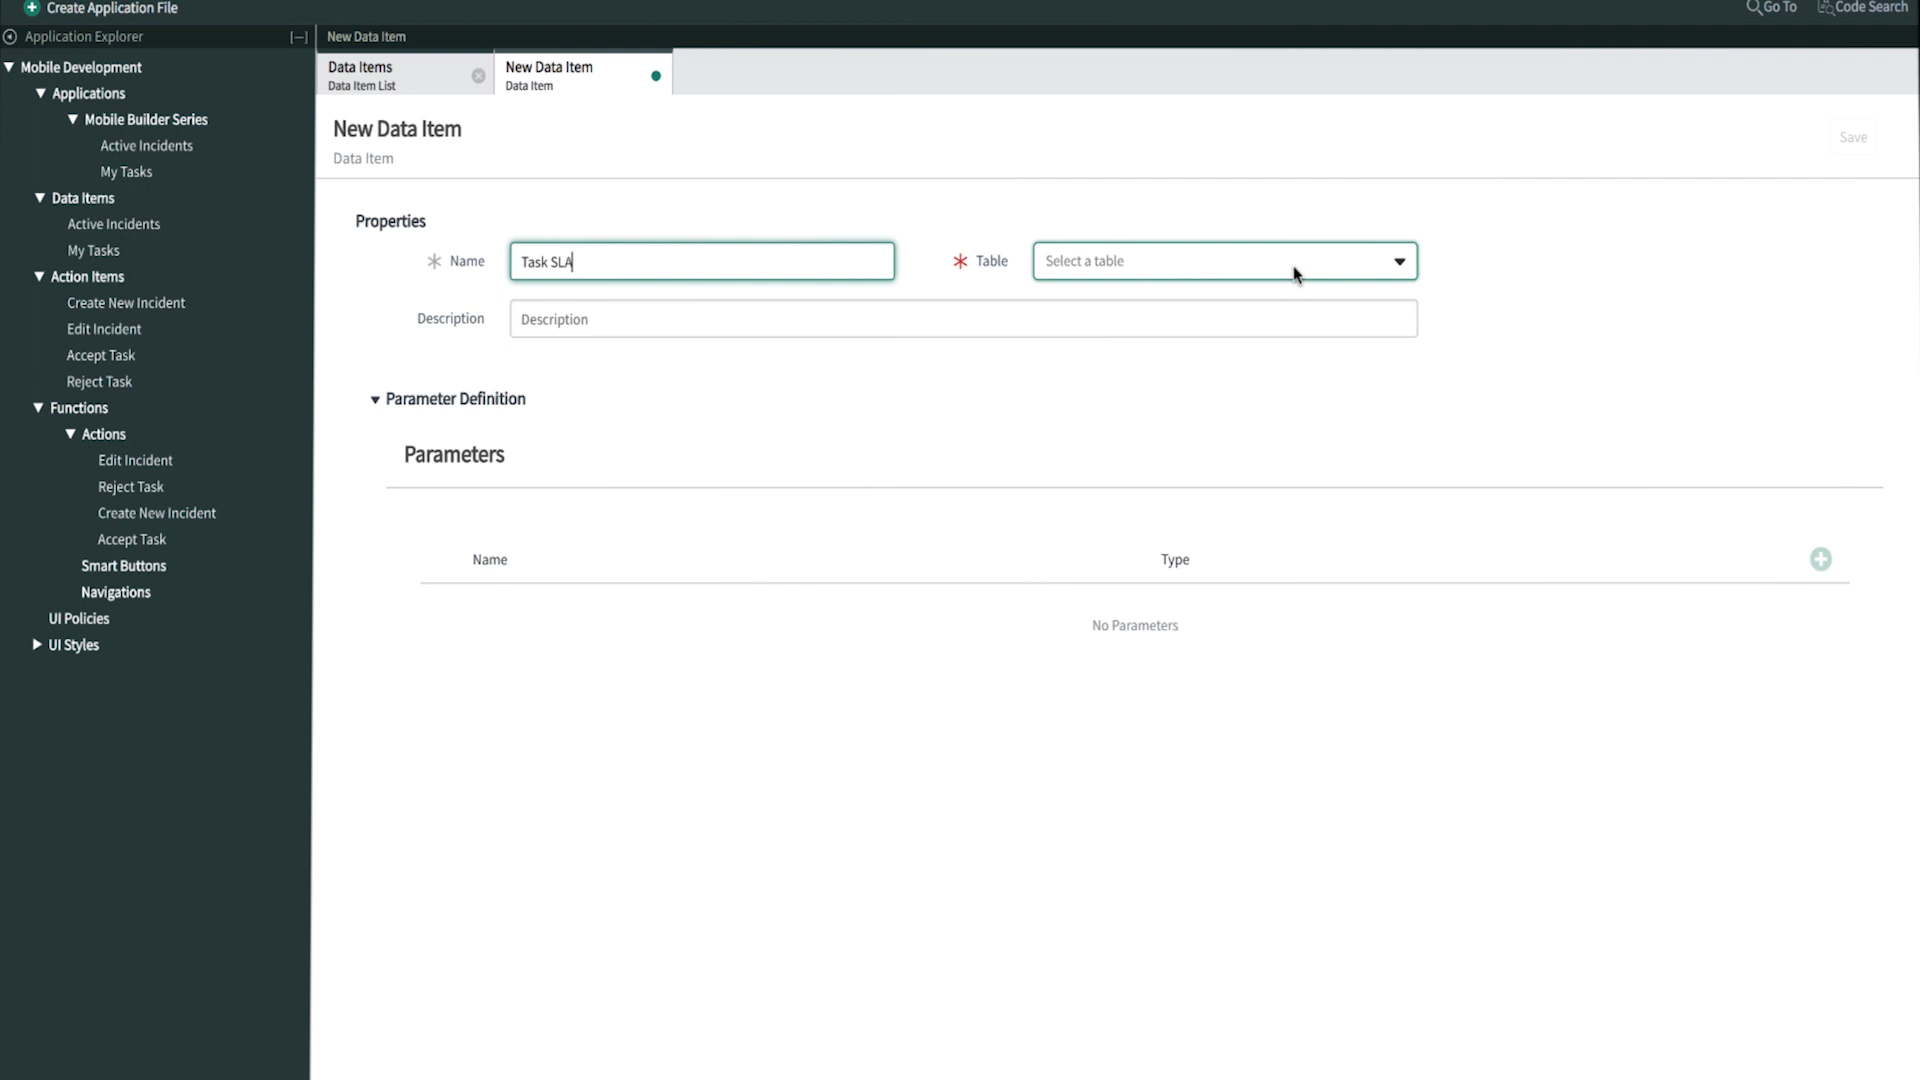 Create Application File
Go To
Code Search
Application Explorer
[—]
New Data Item
Mobile Development
Applications
Mobile Builder Series
Active Incidents
My Tasks
Data Items
Active Incidents
My Tasks
Action Items
Create New Incident
Edit Incident
Accept Task
Reject Task
Functions
Actions
Edit Incident
Reject Task
Create New Incident
Accept Task
Smart Buttons
Navigations
UI Policies
UI Styles
Data Items
Data Item List
New Data Item
Data Item
New Data Item
Data Item
Save
Properties
Name
Task SLA
Table
Select a table
Description
Description
Parameter Definition
Parameters
Name
Type
No Parameters